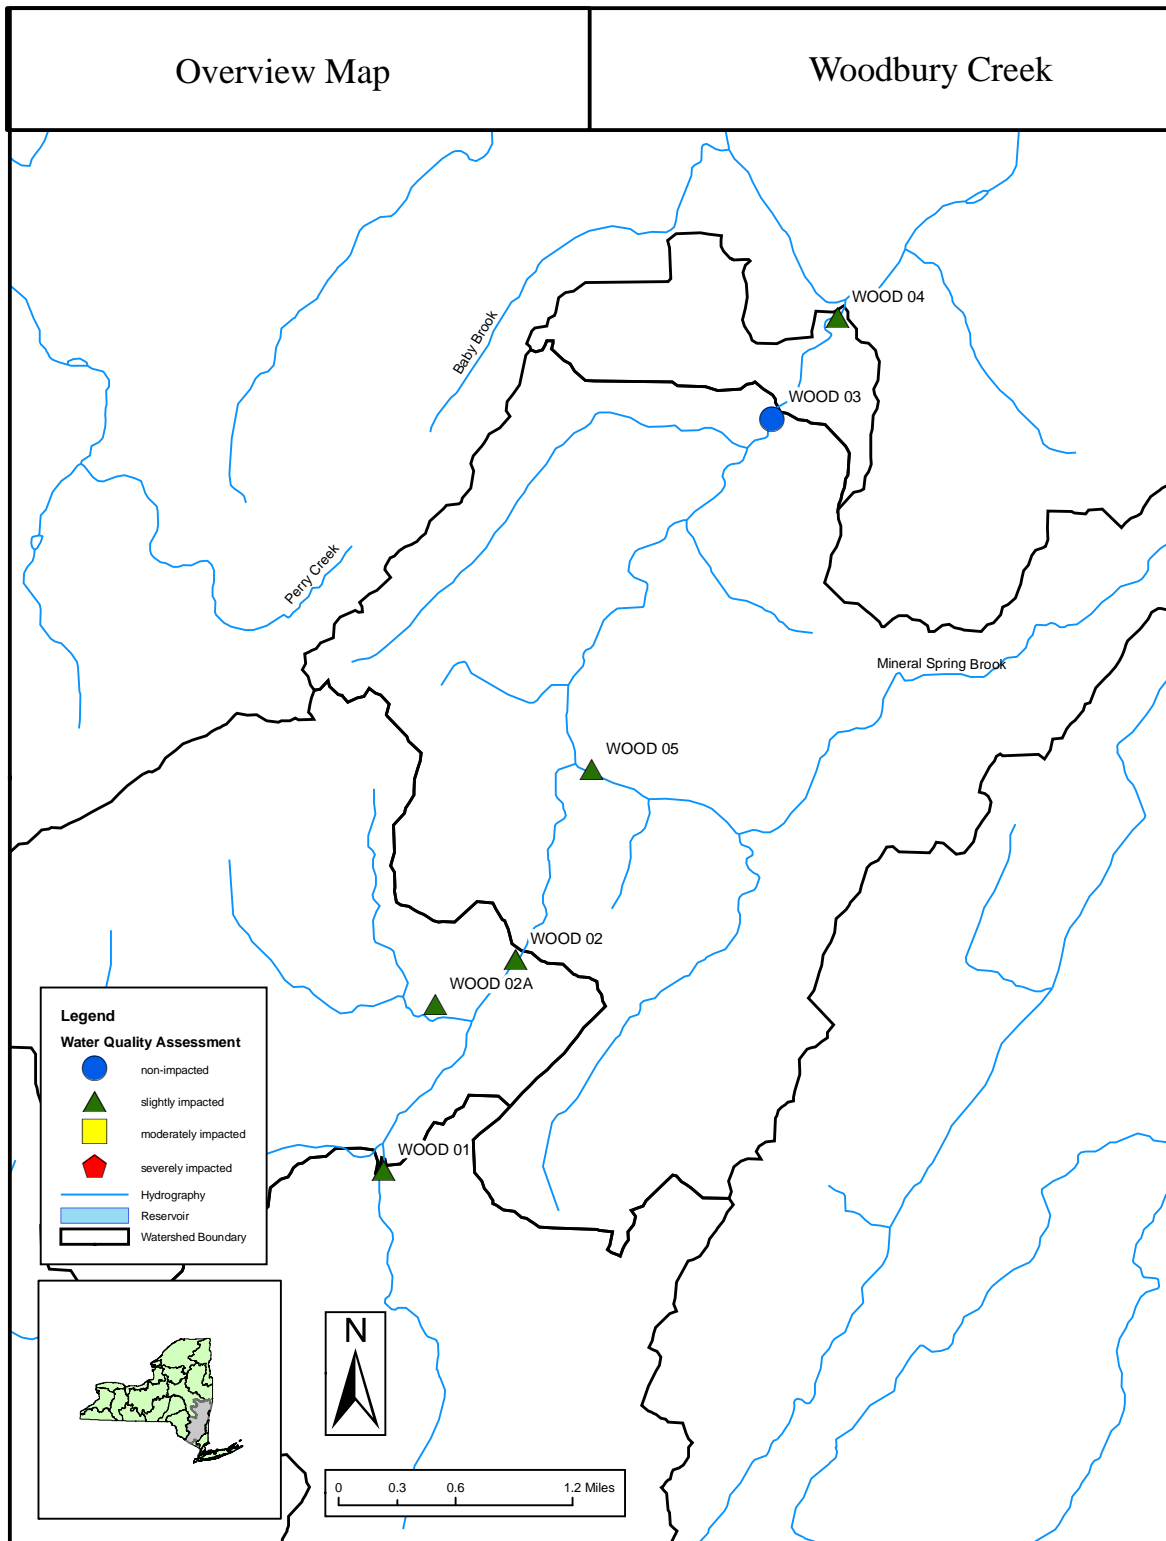 Overview Map
Woodbury Creek
WOOD 04
Baby Brook
WOOD 03
Perry Creek
Mineral Spring Brook
WOOD 05
WOOD 02
WOOD 02A
WOOD 01
Legend
Water Quality Assessment
non-impacted
slightly impacted
moderately impacted
severely impacted
Hydrography
Reservoir
Watershed Boundary
N
0 0.3 0.6 1.2 Miles